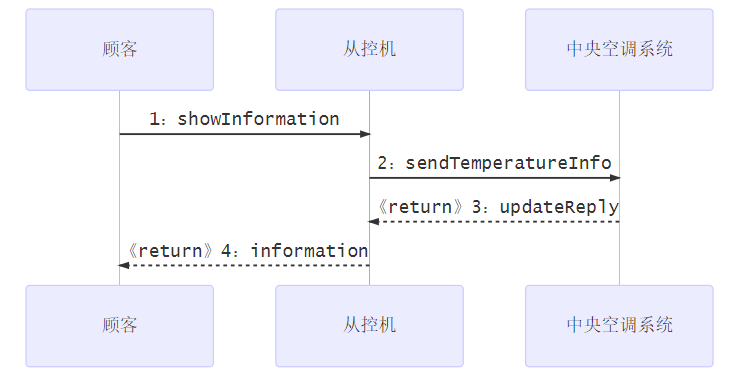 顾客
从控机
中央空调系统
1: showInformation
2: sendTemperatureInfo
《return》3: updateReply
《return》4: information
顾客
从控机
中央空调系统